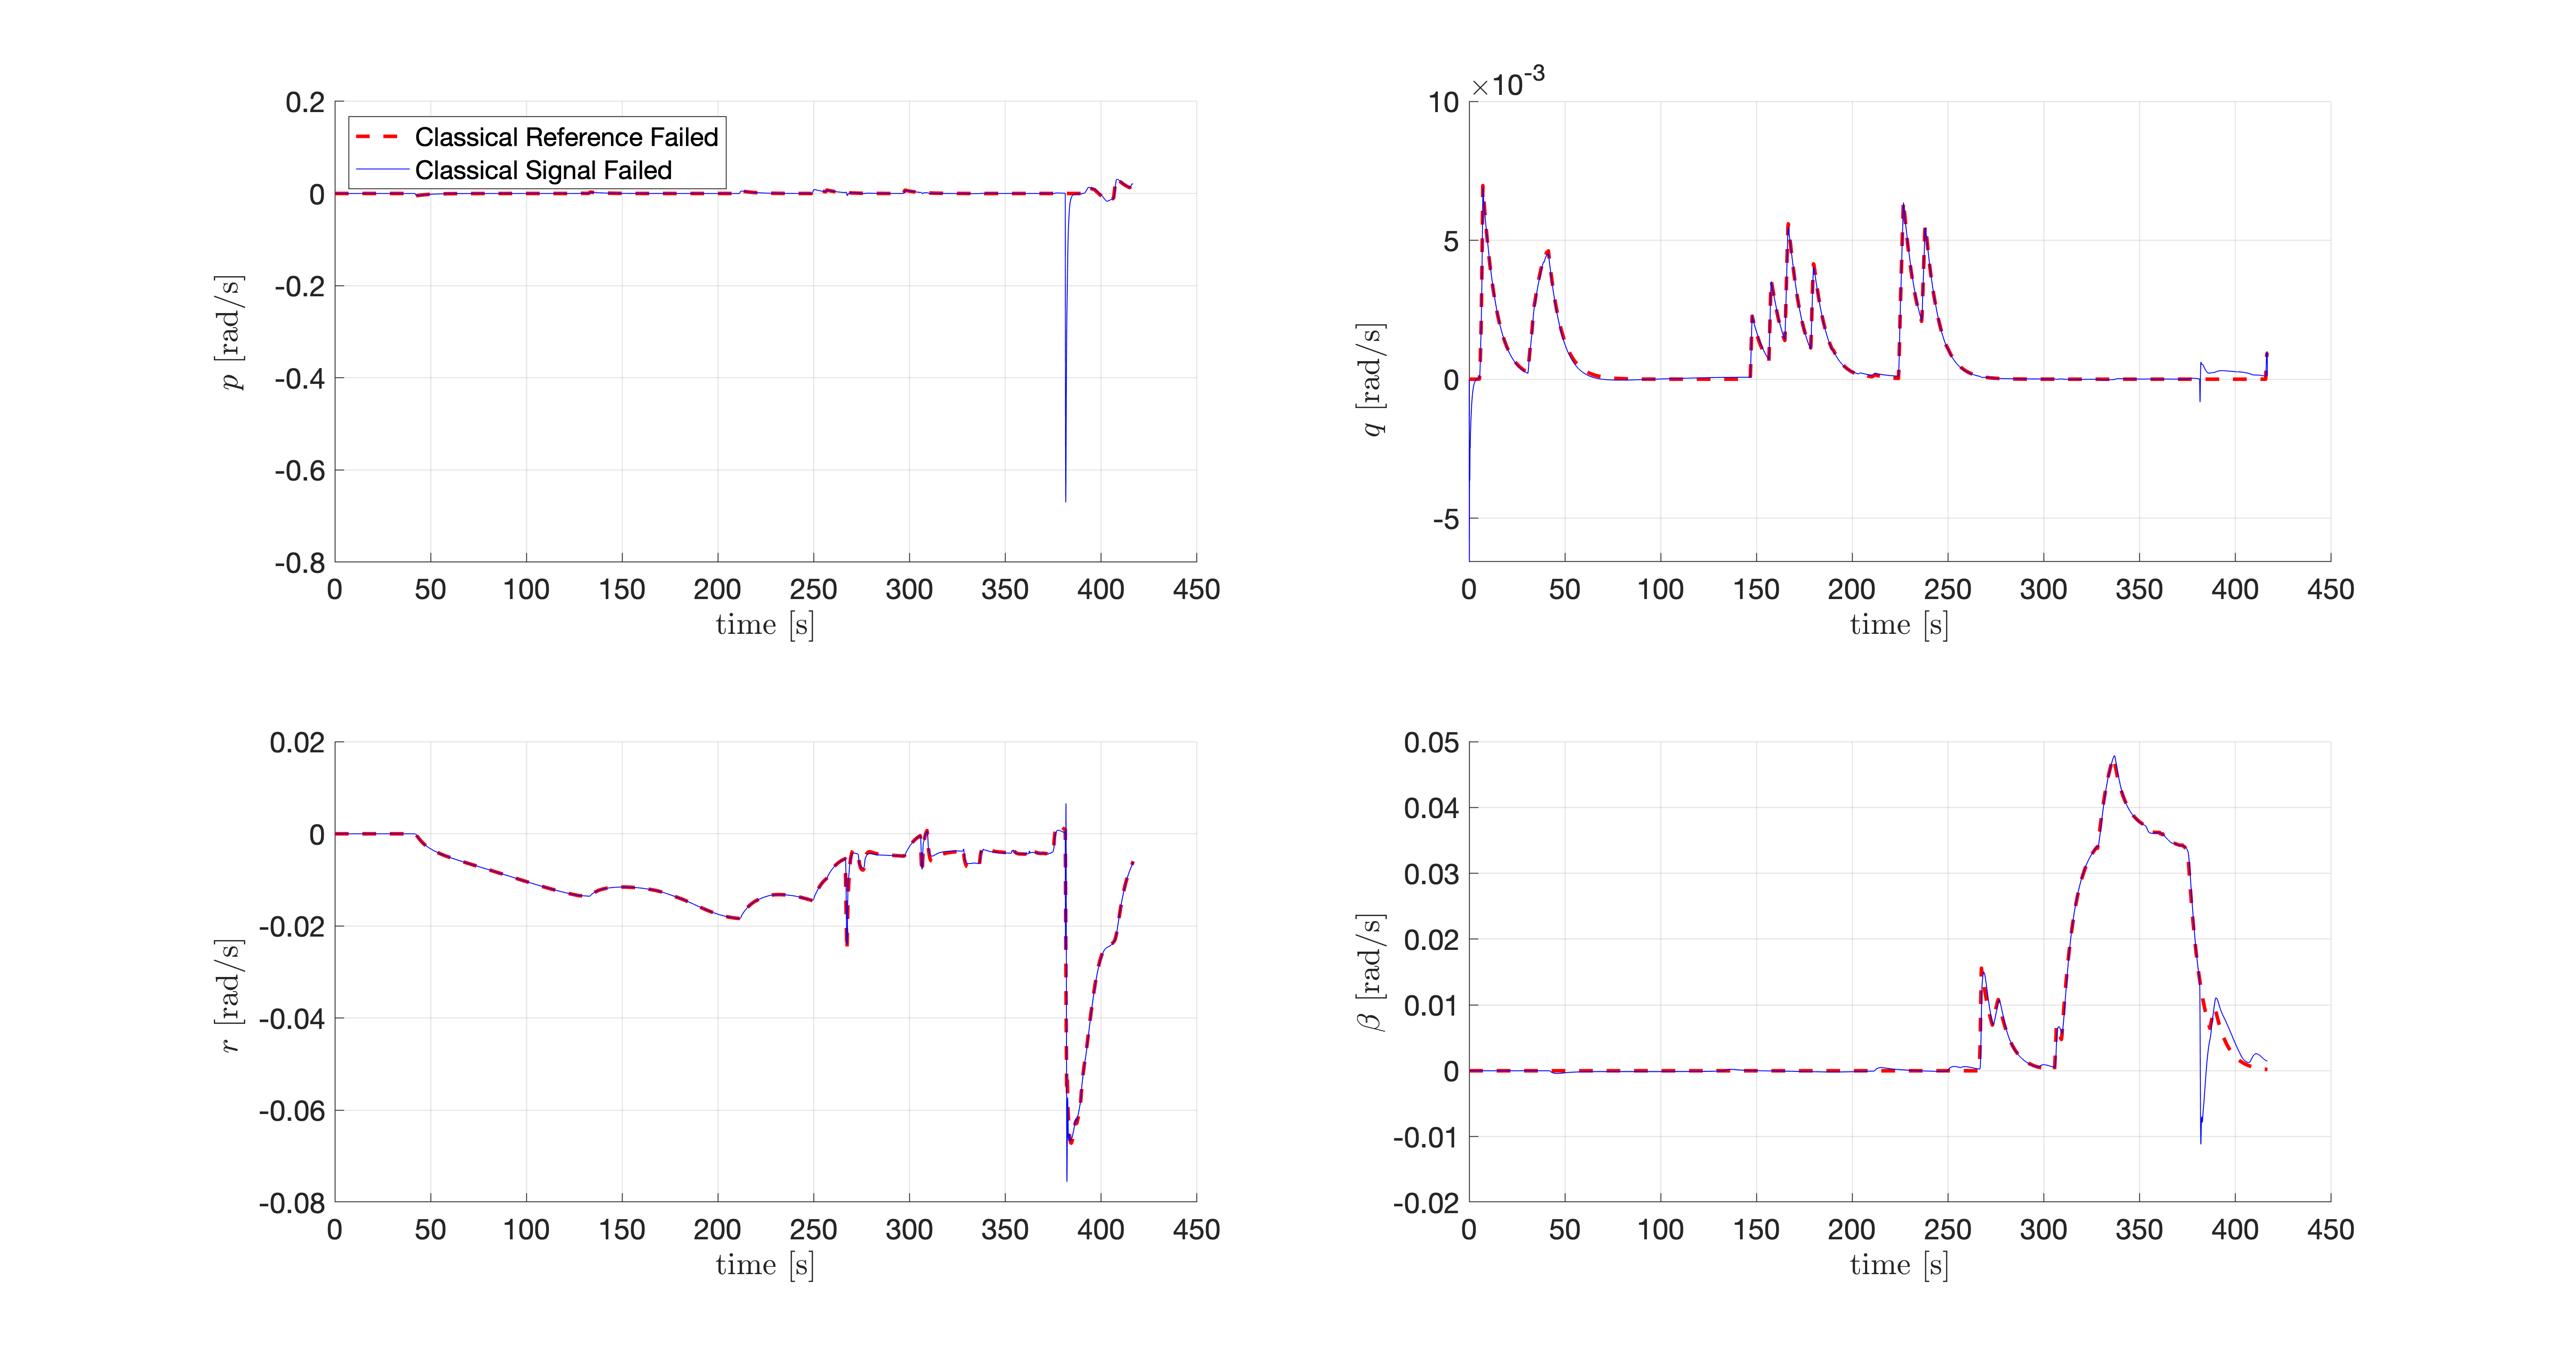 0.2
0
-0.2
-0.4
-0.6
-0.8
p [rad/s]
Classical Reference Failed
Classical Signal Failed
0 50 100 150 200 250 300 350 400 450
time [s]
×10-3
10
5
0
-5
q [rad/s]
0 50 100 150 200 250 300 350 400 450
time [s]
0.02
0
-0.02
-0.04
-0.06
-0.08
r [rad/s]
0 50 100 150 200 250 300 350 400 450
time [s]
0.05
0.04
0.03
0.02
0.01
0
-0.01
-0.02
β [rad/s]
0 50 100 150 200 250 300 350 400 450
time [s]